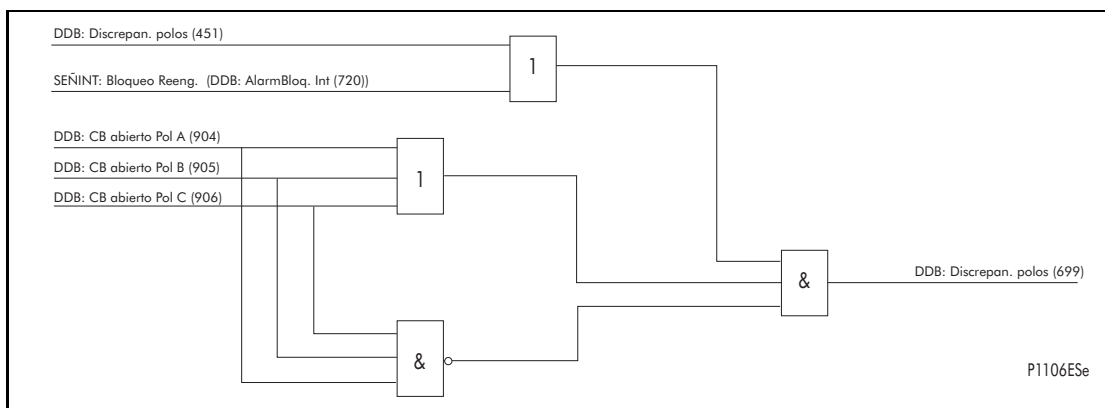 DDB: Discrepan. polos (451)
1
SEÑINT: Bloqueo Reeng. (DDB: AlarmBloq. Int (720))
DDB: CB abierto Pol A (904)
DDB: CB abierto Pol B (905)
1
DDB: CB abierto Pol C (906)
&
DDB: Discrepan. polos (699)
&
P1106ESe